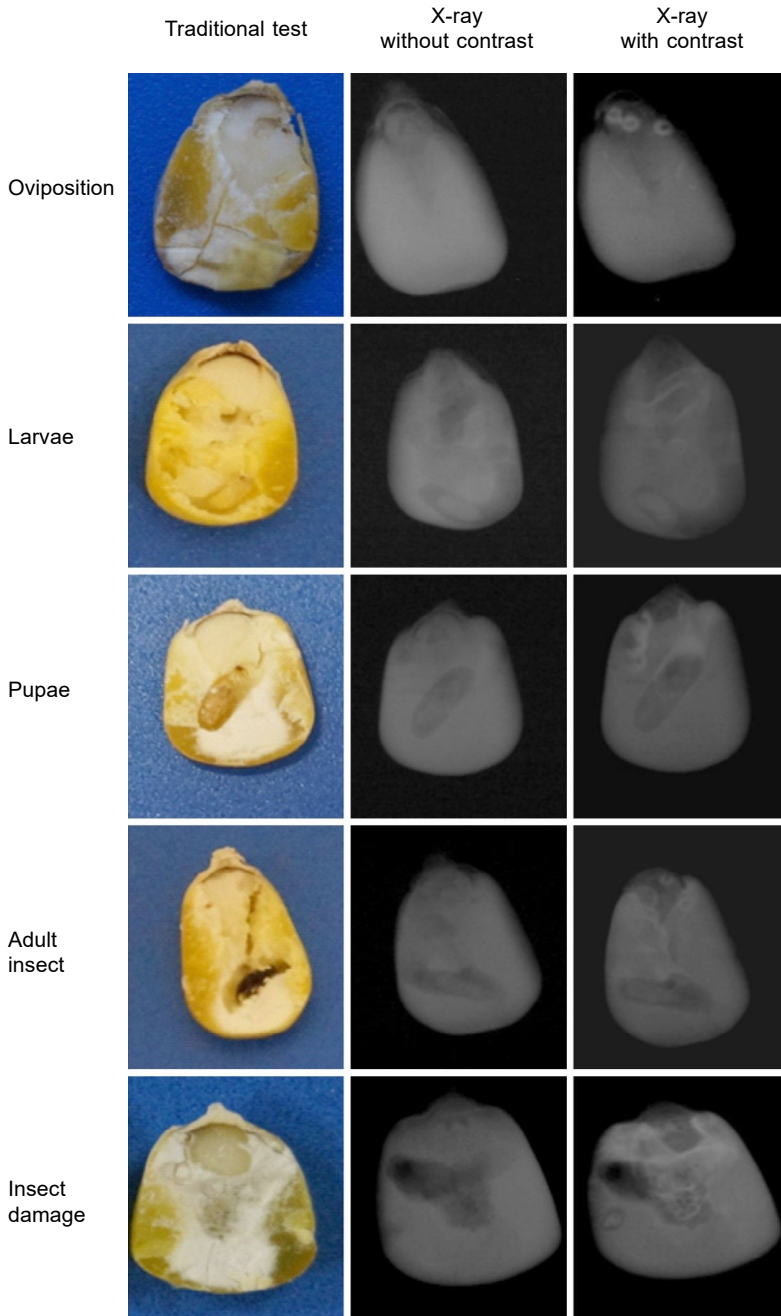 Traditional test
X-ray
without contrast
X-ray
with contrast
Oviposition
Larvae
Pupae
Adult
insect
Insect
damage